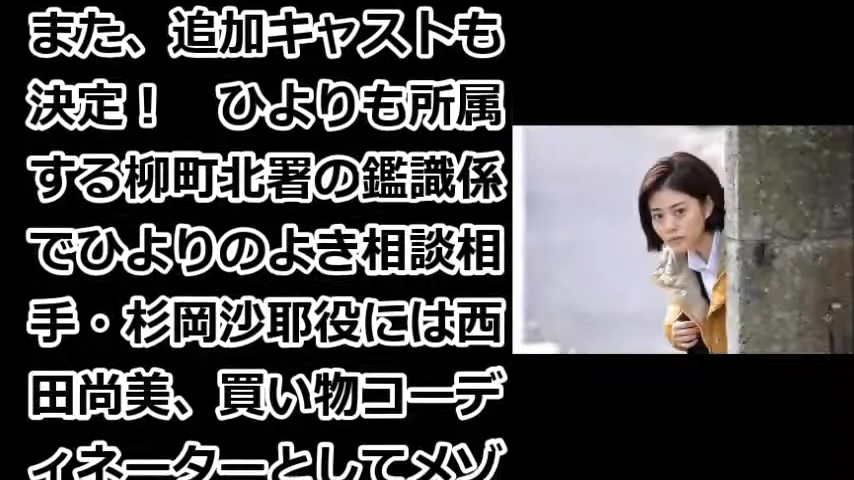 また、追加キャストも
決定！　ひよりも所属
する柳町北署の鑑識係
でひよりのよき相談相
手・杉岡沙耶役には西
田尚美、買い物コーデ
ィネーターとしてメゾ